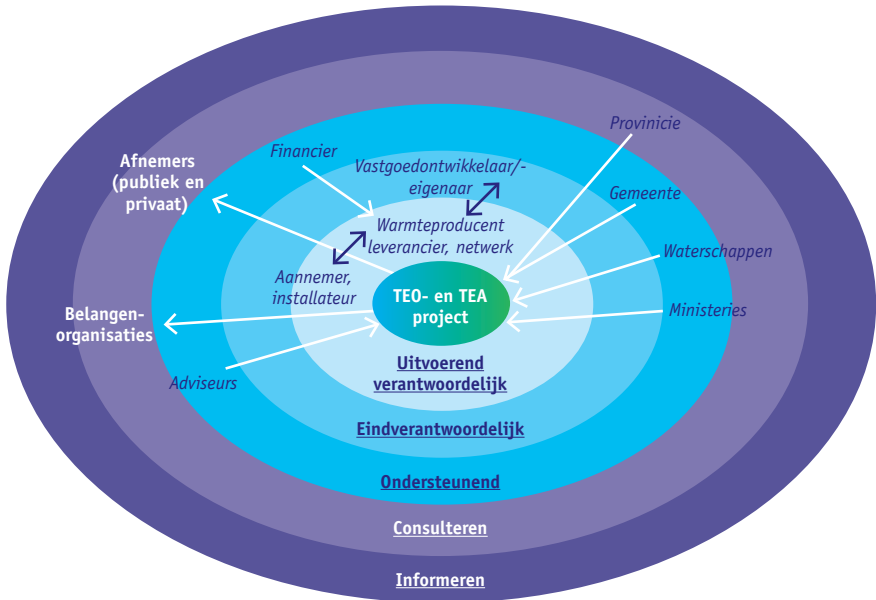 Provinicie
Financier
Afnemers
(publiek en
privaat)
Vastgoedontwikkelaar/-
eigenaar
Gemeente
Warmteproducent
leverancier, netwerk
Waterschappen
Aannemer,
installateur
TEO- en TEA
project
Ministeries
Belangen-
organisaties
Adviseurs
Uitvoerend
verantwoordelijk
Eindverantwoordelijk
Ondersteunend
Consulteren
Informeren